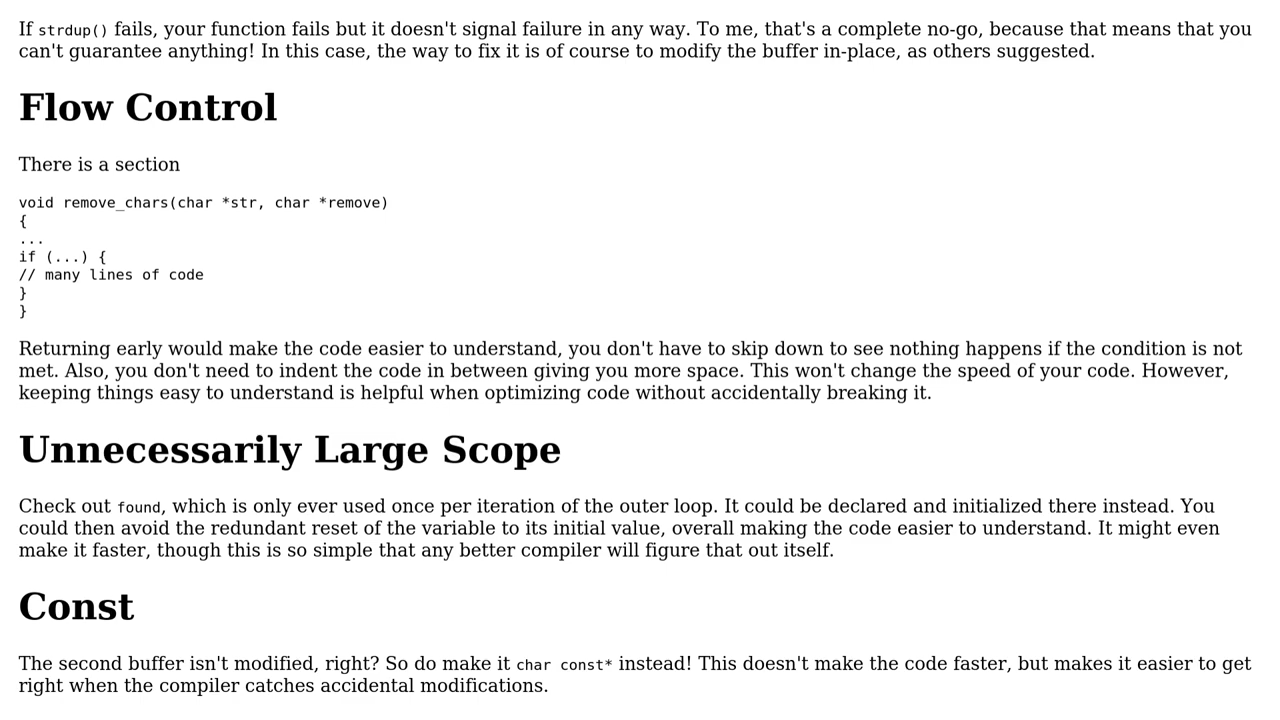 If strdup() fails, your function fails but it doesn't signal failure in any way. To me, that's a complete no-go, because that means that you
can't guarantee anything! In this case, the way to fix it is of course to modify the buffer in-place, as others suggested.
Flow Control
There is a section
void remove_chars(char *str, char *remove)
{
...
if (...) {
// many lines of code
}
}
Returning early would make the code easier to understand, you don't have to skip down to see nothing happens if the condition is not
met. Also, you don't need to indent the code in between giving you more space. This won't change the speed of your code. However,
keeping things easy to understand is helpful when optimizing code without accidentally breaking it.
Unnecessarily Large Scope
Check out found, which is only ever used once per iteration of the outer loop. It could be declared and initialized there instead. You
could then avoid the redundant reset of the variable to its initial value, overall making the code easier to understand. It might even
make it faster, though this is so simple that any better compiler will figure that out itself.
Const
The second buffer isn't modified, right? So do make it char const* instead! This doesn't make the code faster, but makes it easier to get
right when the compiler catches accidental modifications.